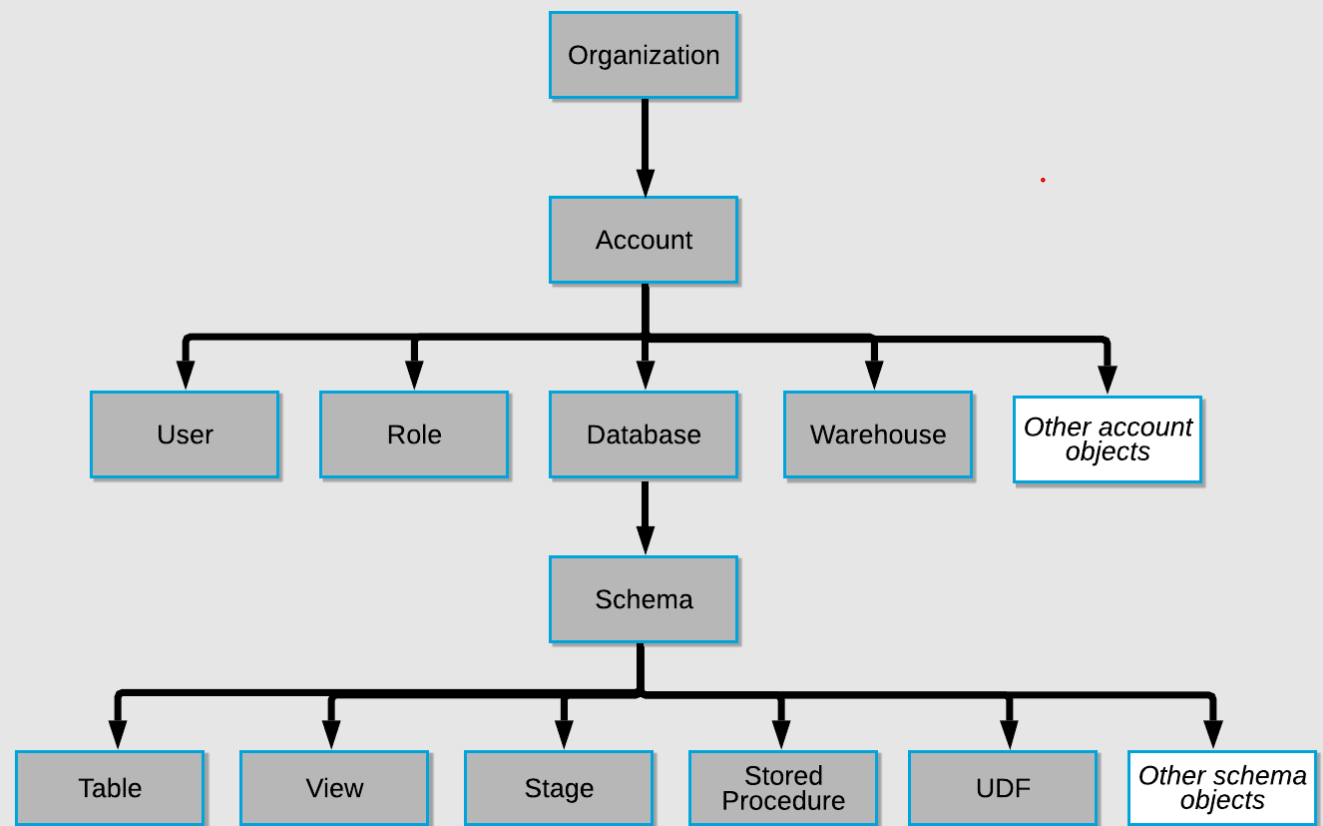 Organization
Account
User
Role
Database
Warehouse
Other account
objects
Schema
Table
View
Stage
Stored
Procedure
UDF
Other schema
objects